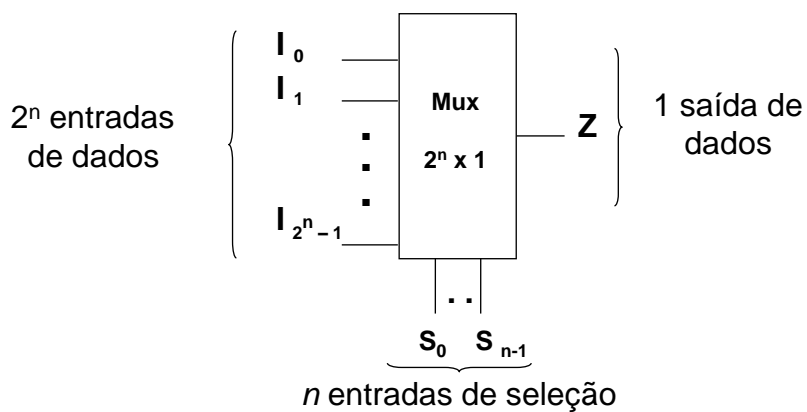 2ⁿ entradas
de dados
I₀
I₁
I₂ⁿ₋₁
Mux
2ⁿ x 1
Z
1 saída de
dados
S₀
. .
S n-1
n entradas de seleção